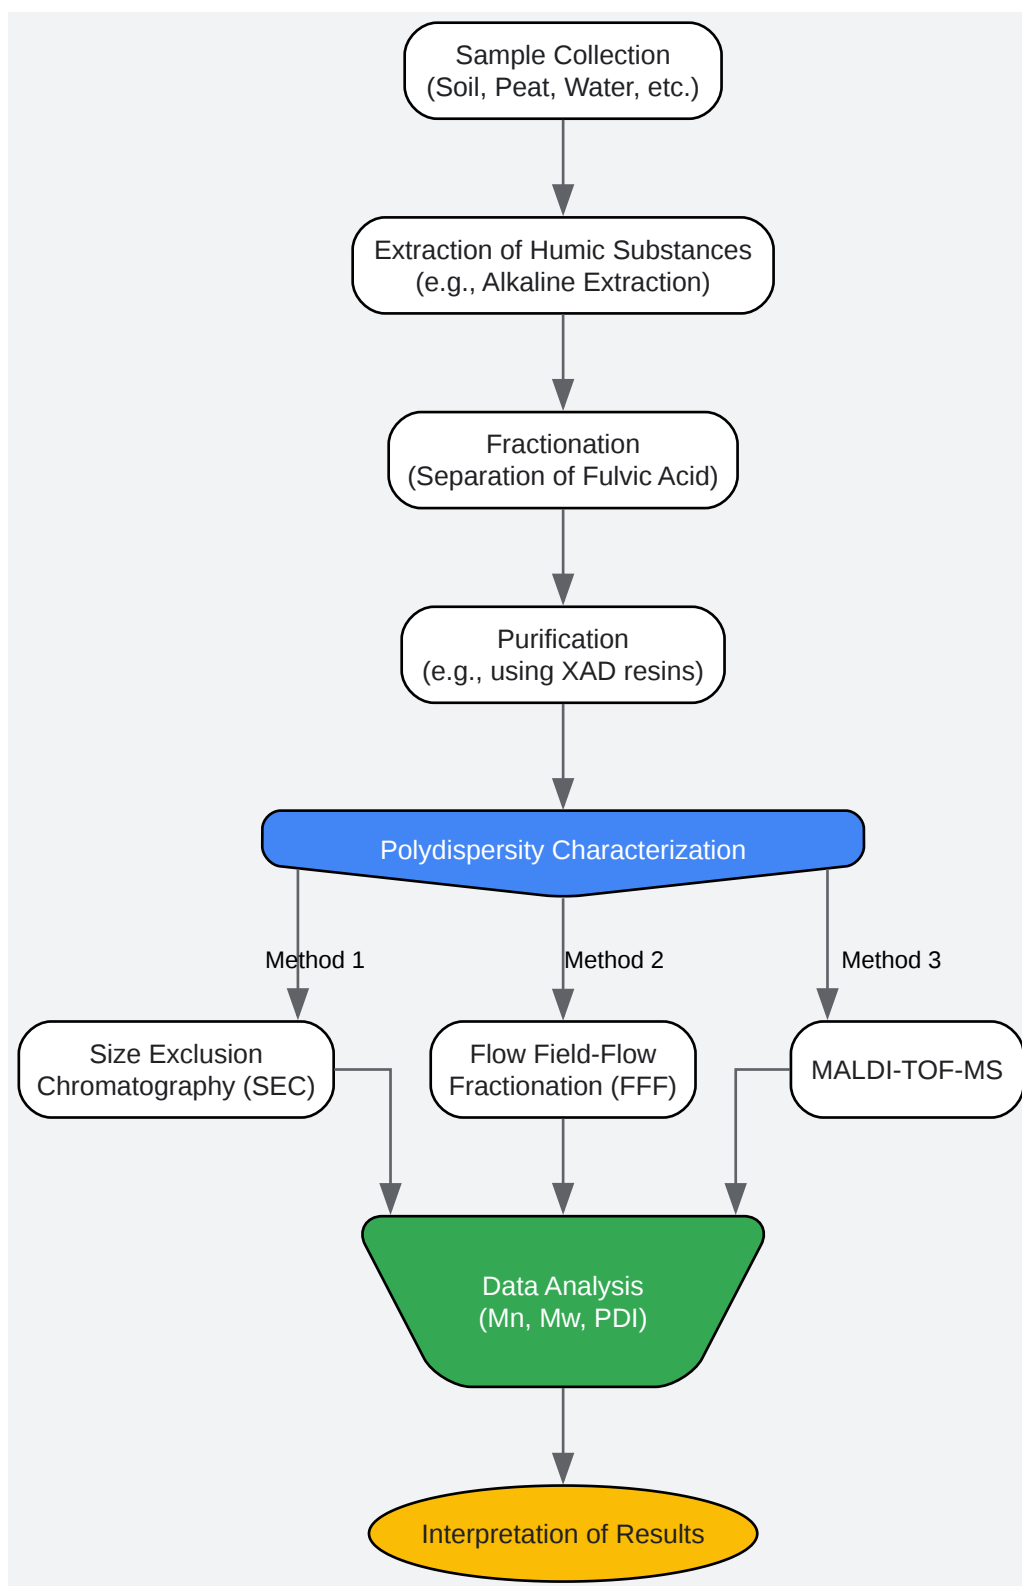 Sample Collection
(Soil, Peat, Water, etc.)
Extraction of Humic Substances
(e.g., Alkaline Extraction)
Fractionation
(Separation of Fulvic Acid)
Purification
(e.g., using XAD resins)
Polydispersity Characterization
Method 1
Method 2
Method 3
Size Exclusion
Chromatography (SEC)
Flow Field-Flow
Fractionation (FFF)
MALDI-TOF-MS
Data Analysis
(Mn, Mw, PDI)
Interpretation of Results